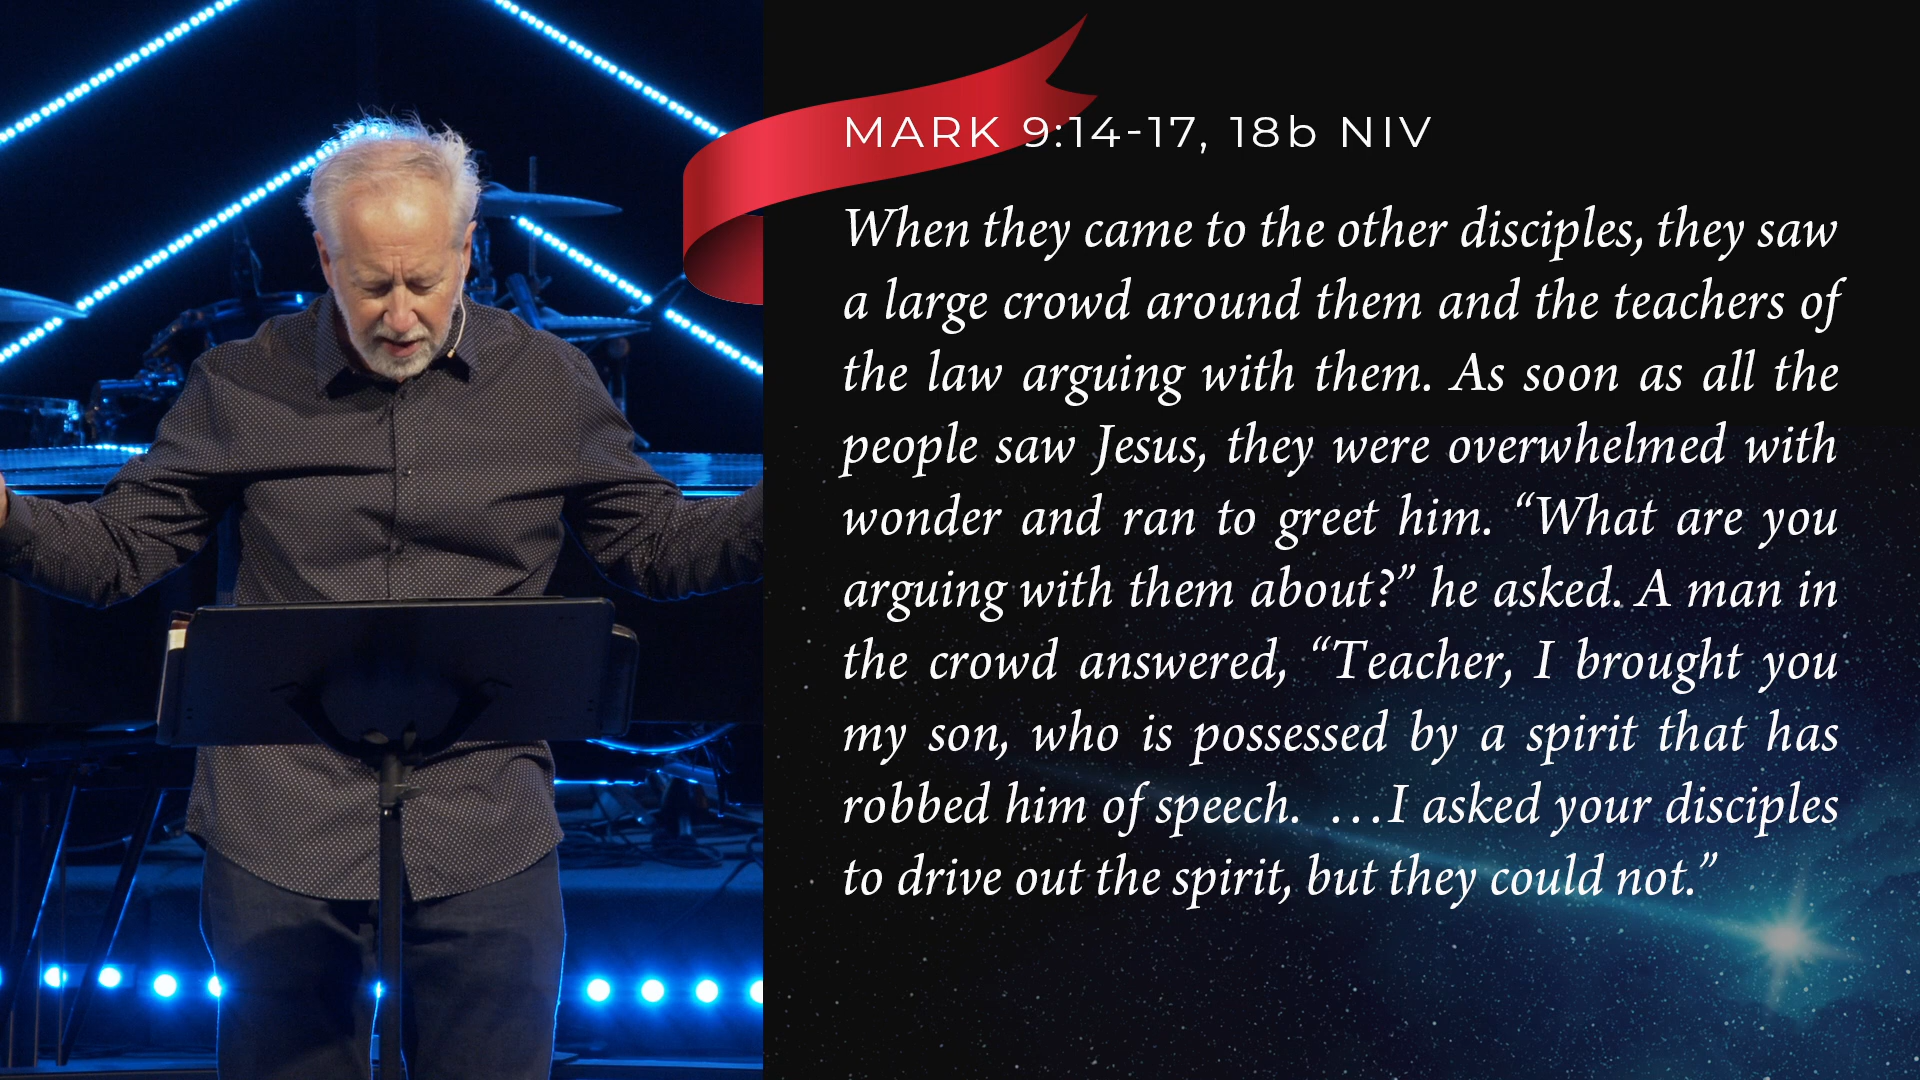 MARK 9:14-17, 18b NIV
When they came to the other disciples, they saw
a large crowd around them and the teachers of
the law arguing with them. As soon as all the
people saw Jesus, they were overwhelmed with
wonder and ran to greet him. “What are you
arguing with them about?” he asked. A man in
the crowd answered, “Teacher, I brought you
my son, who is possessed by a spirit that has
robbed him of speech.  …I asked your disciples
to drive out the spirit, but they could not.”